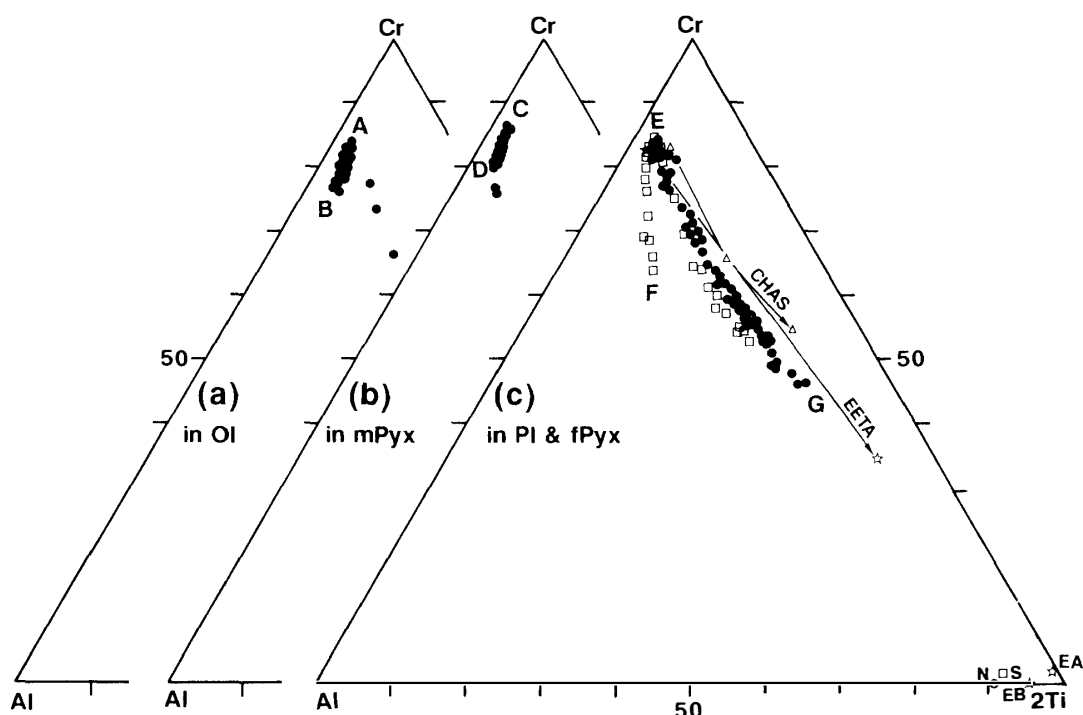 Cr Cr Cr
A C E
B D F
CHAS
50 50
(a) (b) (c)
in Ol in mPyx in Pl & fPyx
G
EETA
N S EA
EB
Al Al Al 50 2Ti